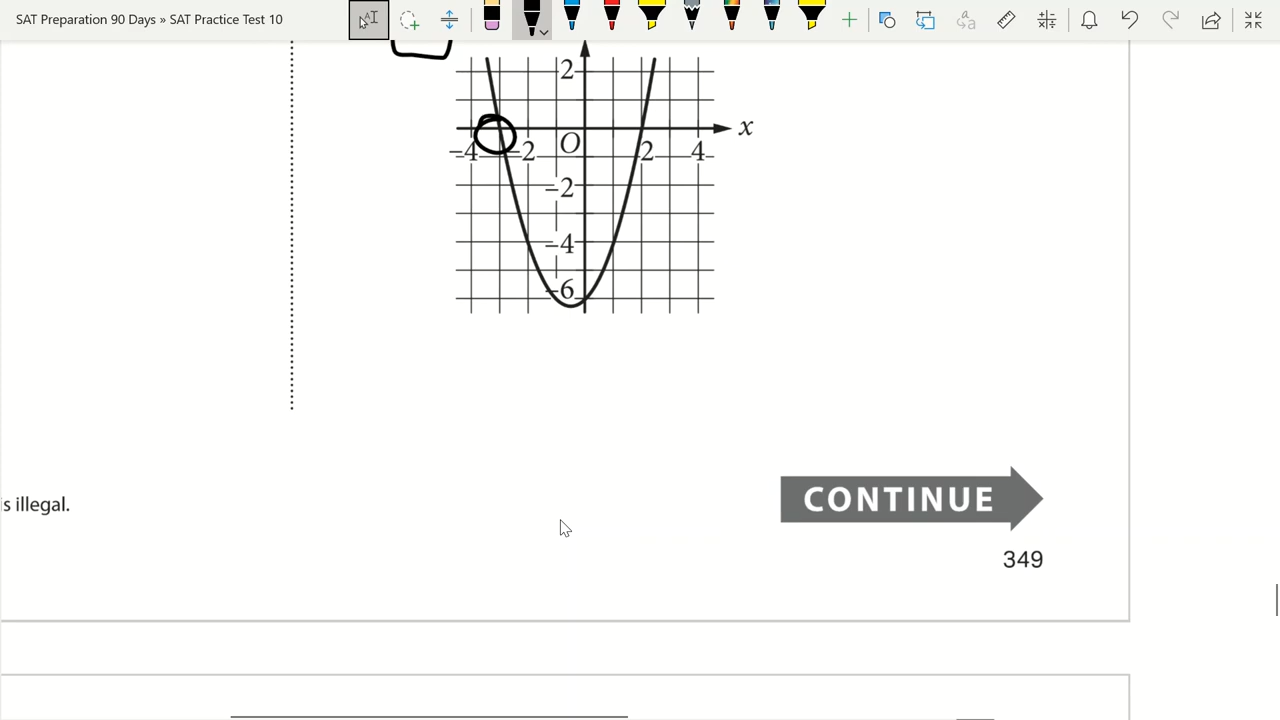 SAT Preparation 90 Days » SAT Practice Test 10
2
x
−4 −2 O 2 4
−2
−4
−6
is illegal.
CONTINUE
349